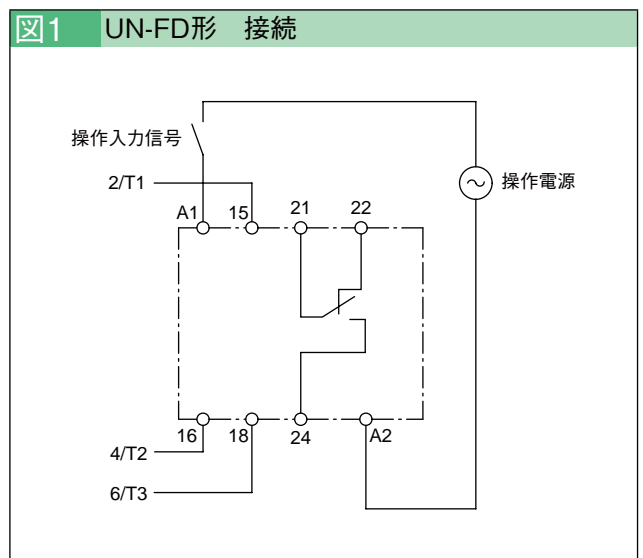 図1 UN-FD形 接続
操作入力信号
2/T1
操作電源
A1 15 21 22
16 18 24 A2
4/T2
6/T3